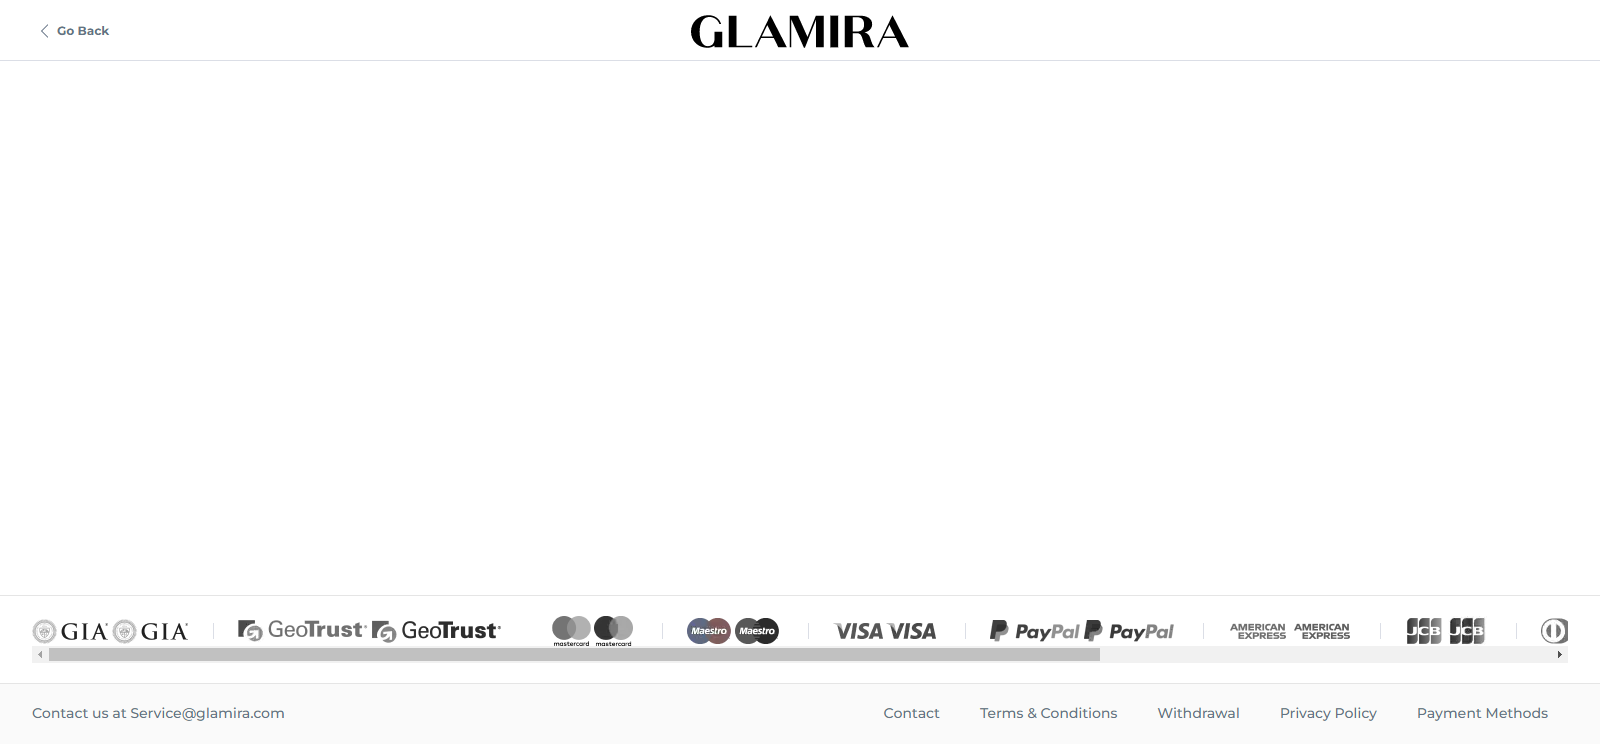 Go Back
GLAMIRA
GIA GIA GeoTrust GeoTrust mastercard mastercard Maestro Maestro VISA VISA PayPal PayPal AMERICAN EXPRESS AMERICAN EXPRESS JCB JCB
Contact us at Service@glamira.com Contact Terms & Conditions Withdrawal Privacy Policy Payment Methods